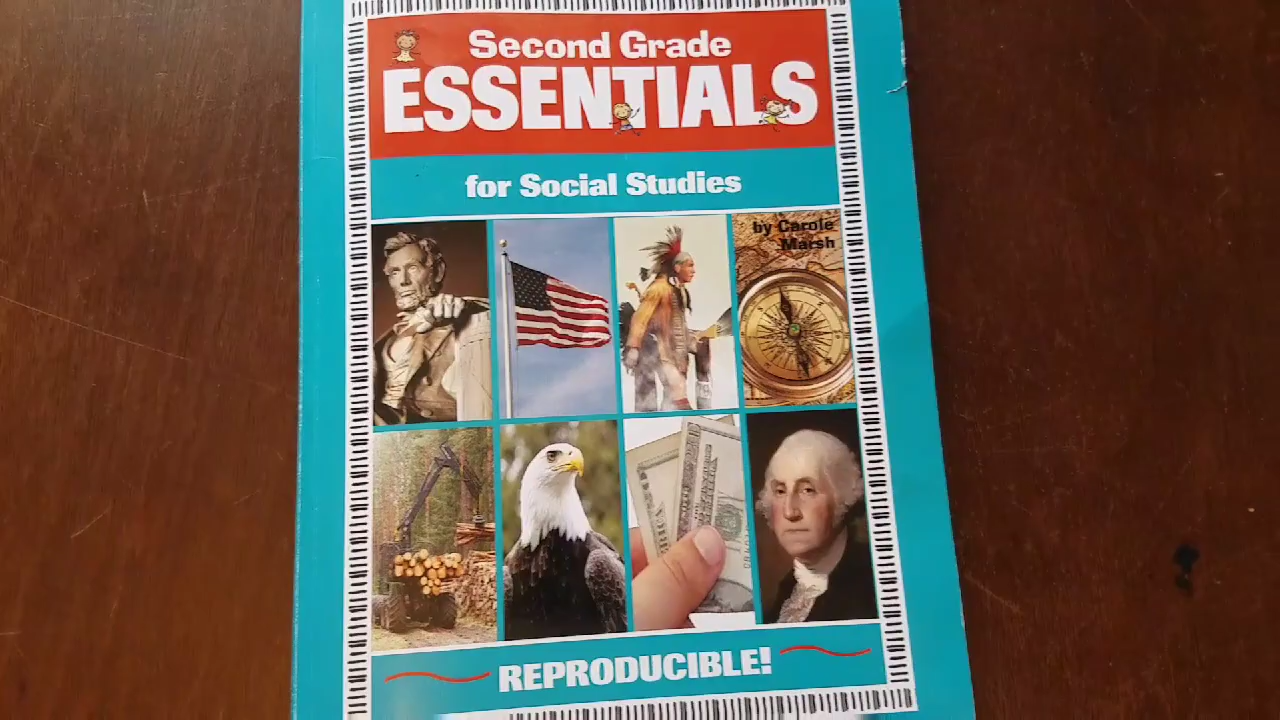 Second Grade
ESSENTIALS
for Social Studies
by Carole
Marsh
REPRODUCIBLE!